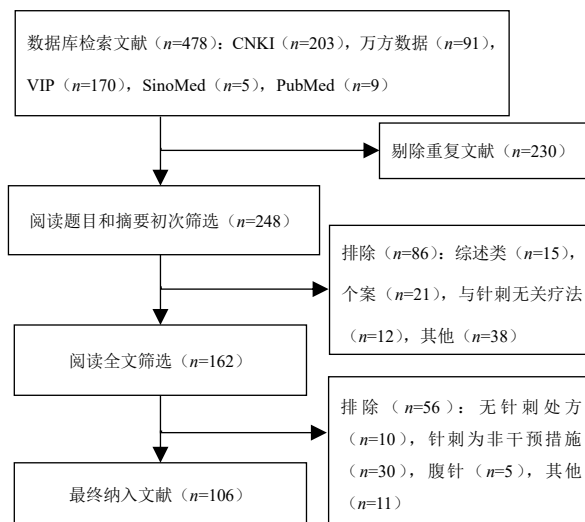 数据库检索文献（n=478）：CNKI（n=203），万方数据（n=91），
VIP（n=170），SinoMed（n=5），PubMed（n=9）
剔除重复文献（n=230）
阅读题目和摘要初次筛选（n=248）
排除（n=86）：综述类（n=15），
个案（n=21），与针刺无关疗法
（n=12），其他（n=38）
阅读全文筛选（n=162）
排除（n=56）：无针刺处方
（n=10），针刺为非干预措施
（n=30），腹针（n=5），其他
（n=11）
最终纳入文献（n=106）